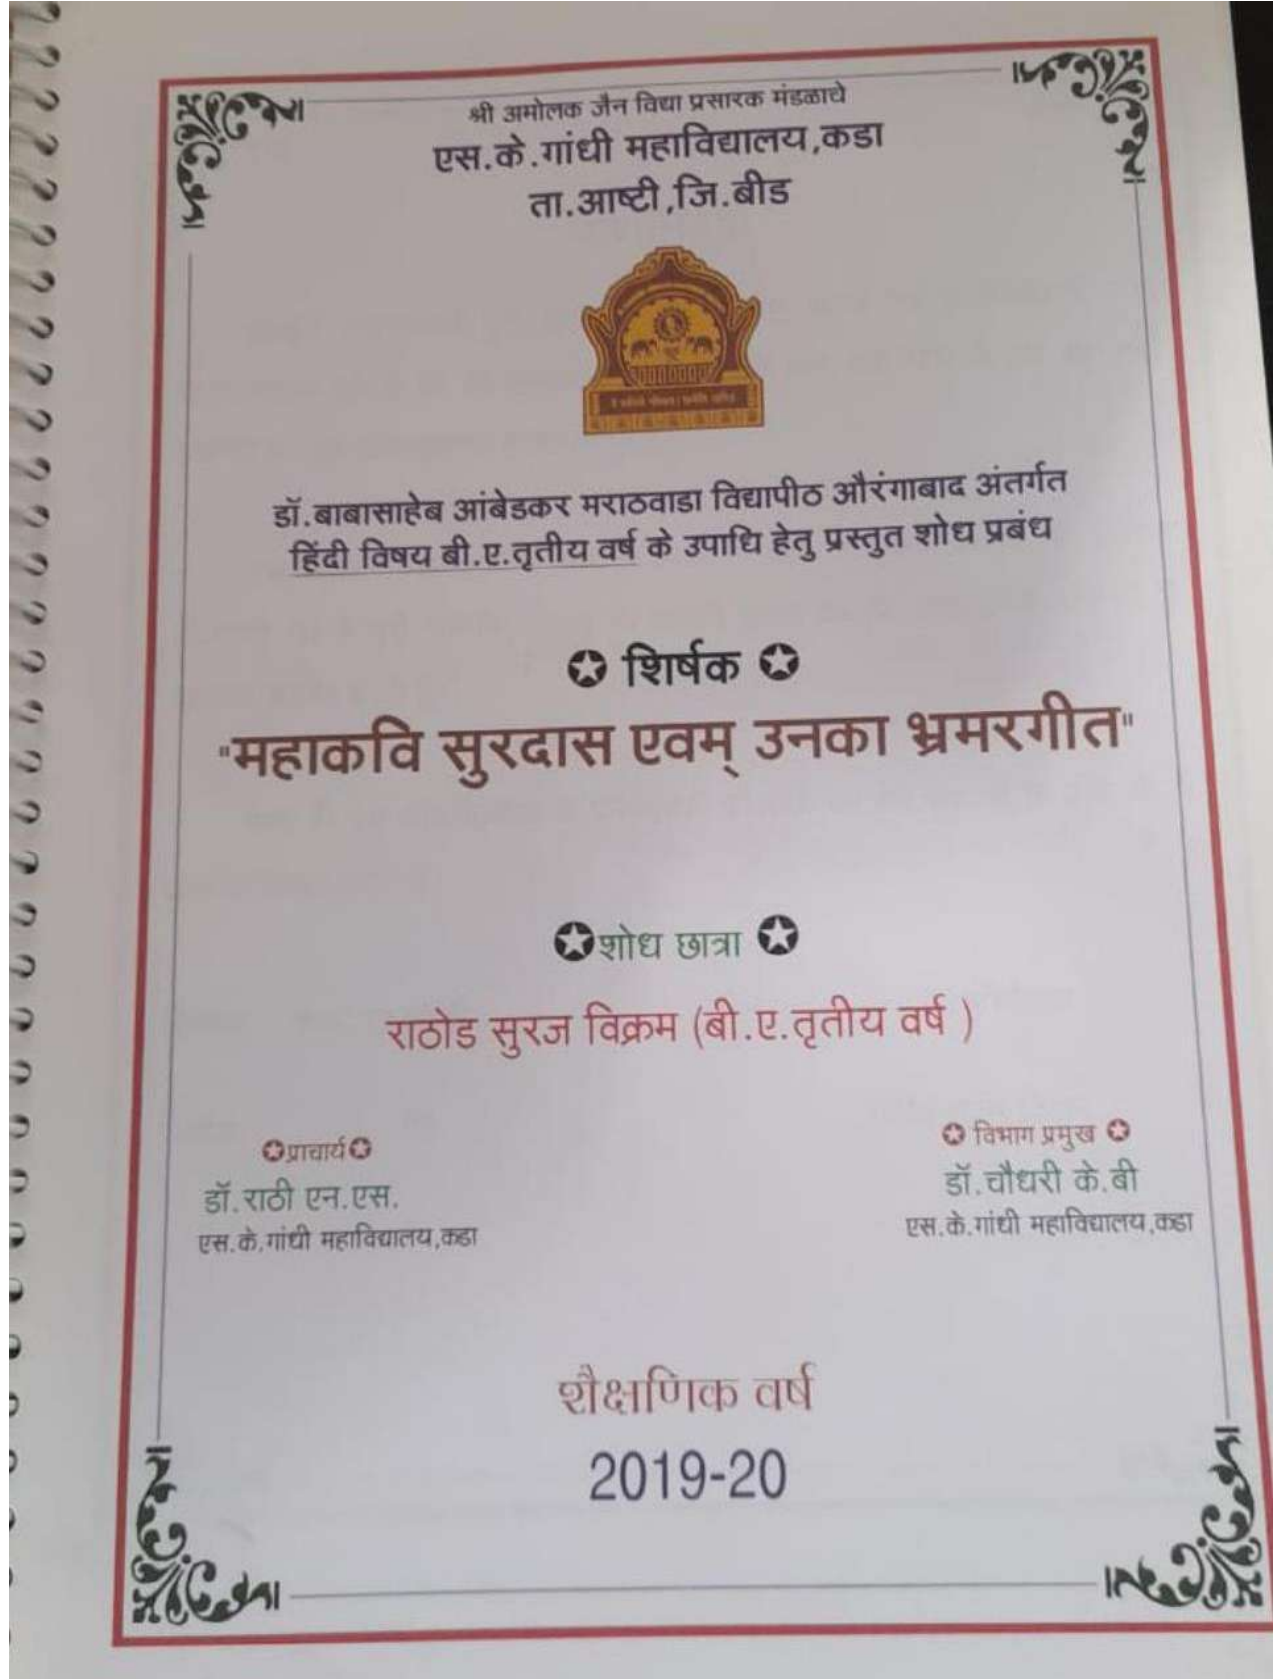 श्री अमोलक जैन विद्या प्रसारक मंडळाचे
एस.के.गांधी महाविद्यालय,कडा
ता.आष्टी,जि.बीड
डॉ.बाबासाहेब आंबेडकर मराठवाडा विद्यापीठ औरंगाबाद अंतर्गत
हिंदी विषय बी.ए.तृतीय वर्ष के उपाधि हेतु प्रस्तुत शोध प्रबंध
✪ शिर्षक ✪
"महाकवि सुरदास एवम् उनका भ्रमरगीत"
✪शोध छात्रा ✪
राठोड सुरज विक्रम (बी.ए.तृतीय वर्ष )
✪प्राचार्य✪
डॉ.राठी एन.एस.
एस.के.गांधी महाविद्यालय,कडा
✪ विभाग प्रमुख ✪
डॉ.चौधरी के.बी
एस.के.गांधी महाविद्यालय,कडा
शैक्षणिक वर्ष
2019-20